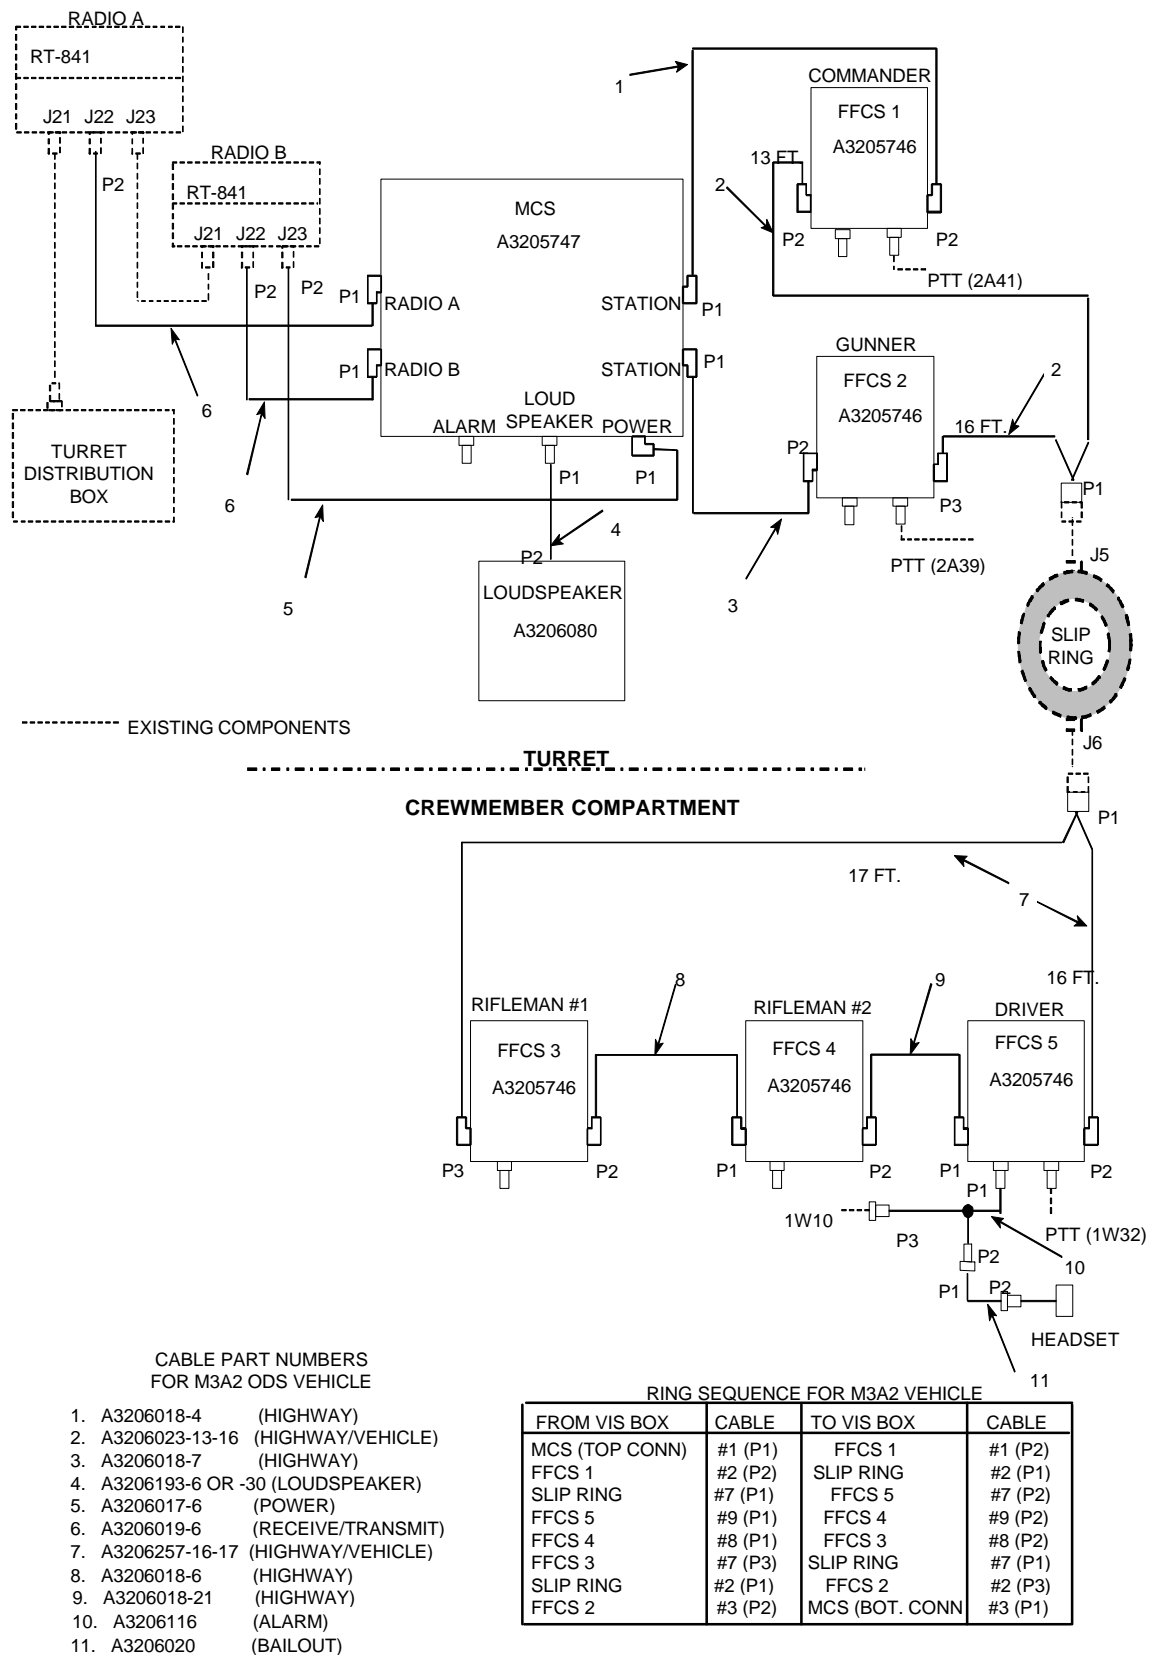 RADIO A
RT-841
J21 J22 J23
P2
RADIO B
RT-841
J21 J22 J23
P2 P2
TURRET
DISTRIBUTION
BOX
6
6
5
MCS
A3205747
P1 RADIO A
STATION P1
P1 RADIO B
STATION P1
ALARM
LOUD
SPEAKER
POWER
P1
P1
4
P2
LOUDSPEAKER
A3206080
1
COMMANDER
FFCS 1
A3205746
13 FT
2
P2
P2
PTT (2A41)
GUNNER
FFCS 2
A3205746
16 FT.
2
P2
P3
PTT (2A39)
3
P1
J5
SLIP
RING
J6
P1
EXISTING COMPONENTS
TURRET
CREWMEMBER COMPARTMENT
17 FT.
7
16 FT.
8
9
RIFLEMAN #1
FFCS 3
A3205746
P3
P2
RIFLEMAN #2
FFCS 4
A3205746
P1
P2
DRIVER
FFCS 5
A3205746
P1
P2
P1
1W10
P3
PTT (1W32)
P2
10
P1
P2
HEADSET
11
CABLE PART NUMBERS
FOR M3A2 ODS VEHICLE
1. A3206018-4 (HIGHWAY)
2. A3206023-13-16 (HIGHWAY/VEHICLE)
3. A3206018-7 (HIGHWAY)
4. A3206193-6 OR -30 (LOUDSPEAKER)
5. A3206017-6 (POWER)
6. A3206019-6 (RECEIVE/TRANSMIT)
7. A3206257-16-17 (HIGHWAY/VEHICLE)
8. A3206018-6 (HIGHWAY)
9. A3206018-21 (HIGHWAY)
10. A3206116 (ALARM)
11. A3206020 (BAILOUT)
RING SEQUENCE FOR M3A2 VEHICLE
FROM VIS BOX CABLE TO VIS BOX CABLE
MCS (TOP CONN) #1 (P1) FFCS 1 #1 (P2)
FFCS 1 #2 (P2) SLIP RING #2 (P1)
SLIP RING #7 (P1) FFCS 5 #7 (P2)
FFCS 5 #9 (P1) FFCS 4 #9 (P2)
FFCS 4 #8 (P1) FFCS 3 #8 (P2)
FFCS 3 #7 (P3) SLIP RING #7 (P1)
SLIP RING #2 (P1) FFCS 2 #2 (P3)
FFCS 2 #3 (P2) MCS (BOT. CONN #3 (P1)